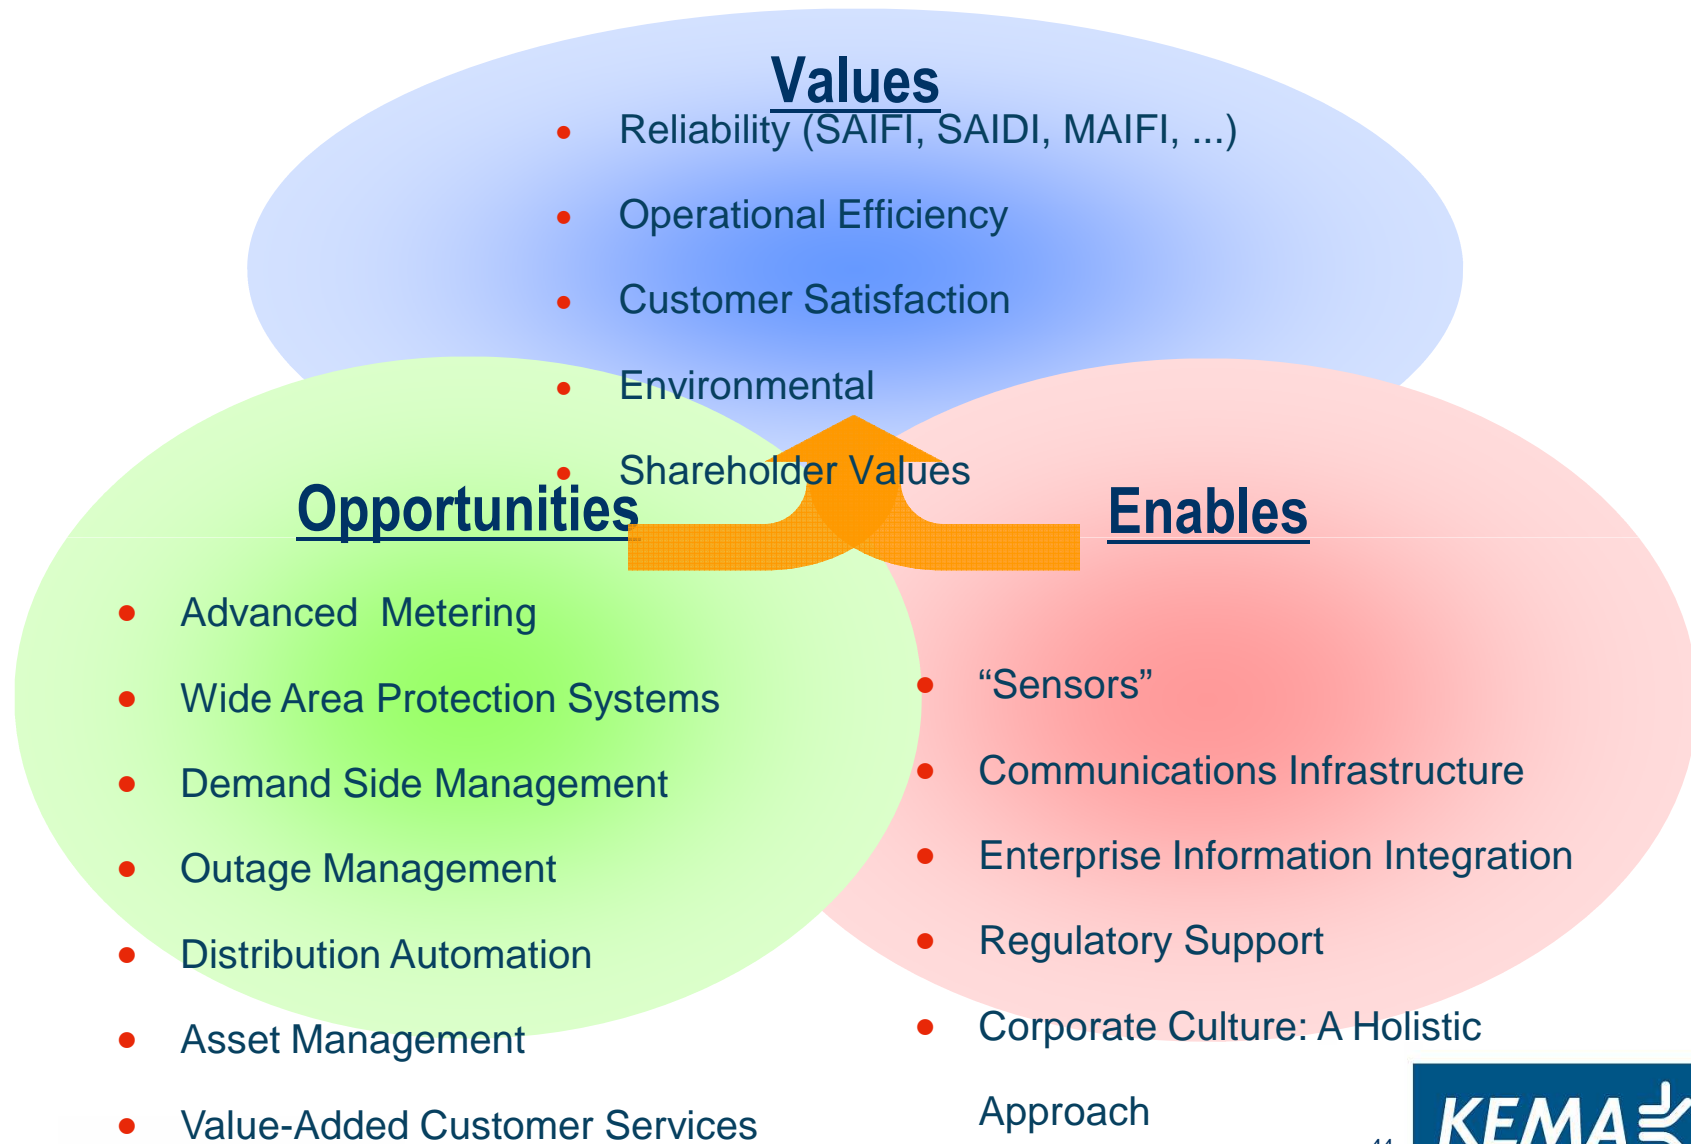 Values
• Reliability (SAIFI, SAIDI, MAIFI, ...)
• Operational Efficiency
• Customer Satisfaction
• Environmental
• Shareholder Values
Opportunities
• Advanced  Metering
• Wide Area Protection Systems
• Demand Side Management
• Outage Management
• Distribution Automation
• Asset Management
• Value-Added Customer Services
Enables
• “Sensors”
• Communications Infrastructure
• Enterprise Information Integration
• Regulatory Support
• Corporate Culture: A Holistic
Approach
KEMA